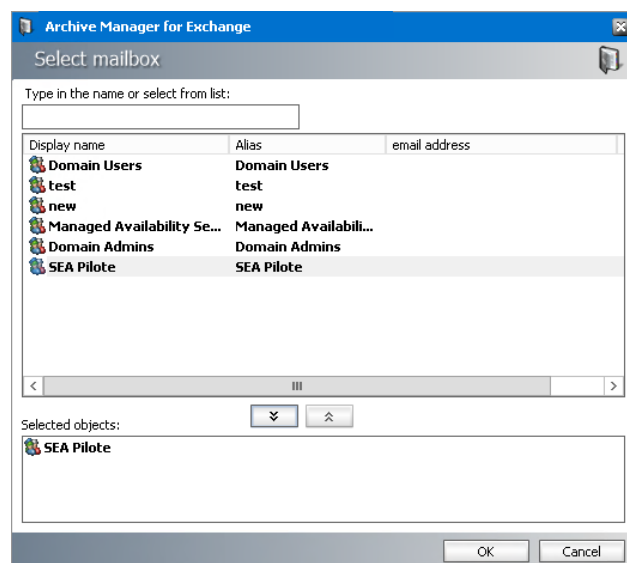 Archive Manager for Exchange
Select mailbox
Type in the name or select from list:
Display name Alias email address
Domain Users Domain Users
test test
new new
Managed Availability Se... Managed Availabili...
Domain Admins Domain Admins
SEA Pilote SEA Pilote
Selected objects:
SEA Pilote
OK Cancel